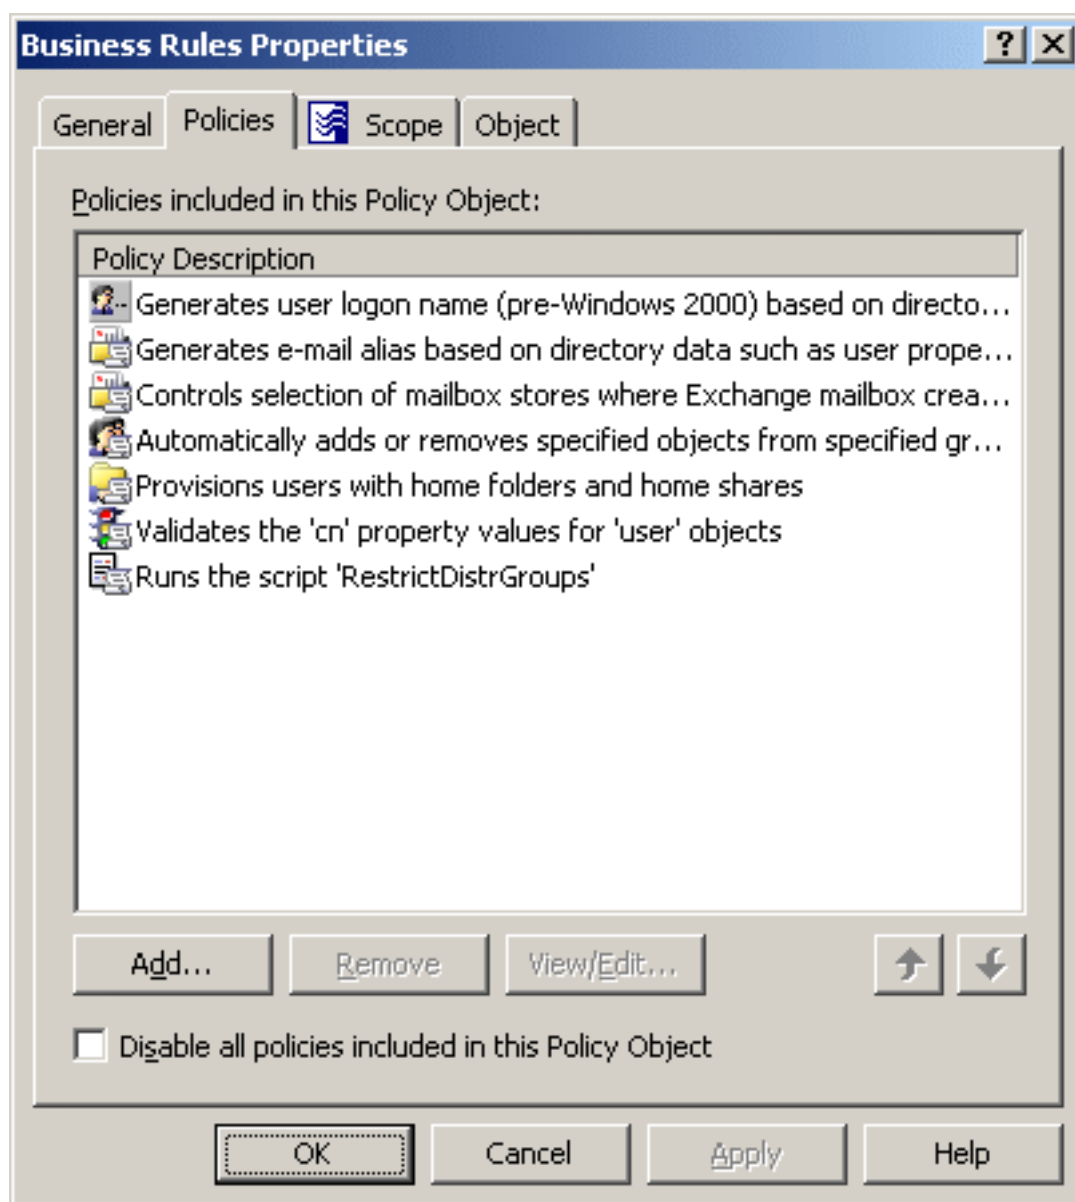 Business Rules Properties
General Policies Scope Object
Policies included in this Policy Object:
Policy Description
Generates user logon name (pre-Windows 2000) based on directo...
Generates e-mail alias based on directory data such as user prope...
Controls selection of mailbox stores where Exchange mailbox crea...
Automatically adds or removes specified objects from specified gr...
Provisions users with home folders and home shares
Validates the 'cn' property values for 'user' objects
Runs the script 'RestrictDistrGroups'
Add... Remove View/Edit...
Disable all policies included in this Policy Object
OK Cancel Apply Help